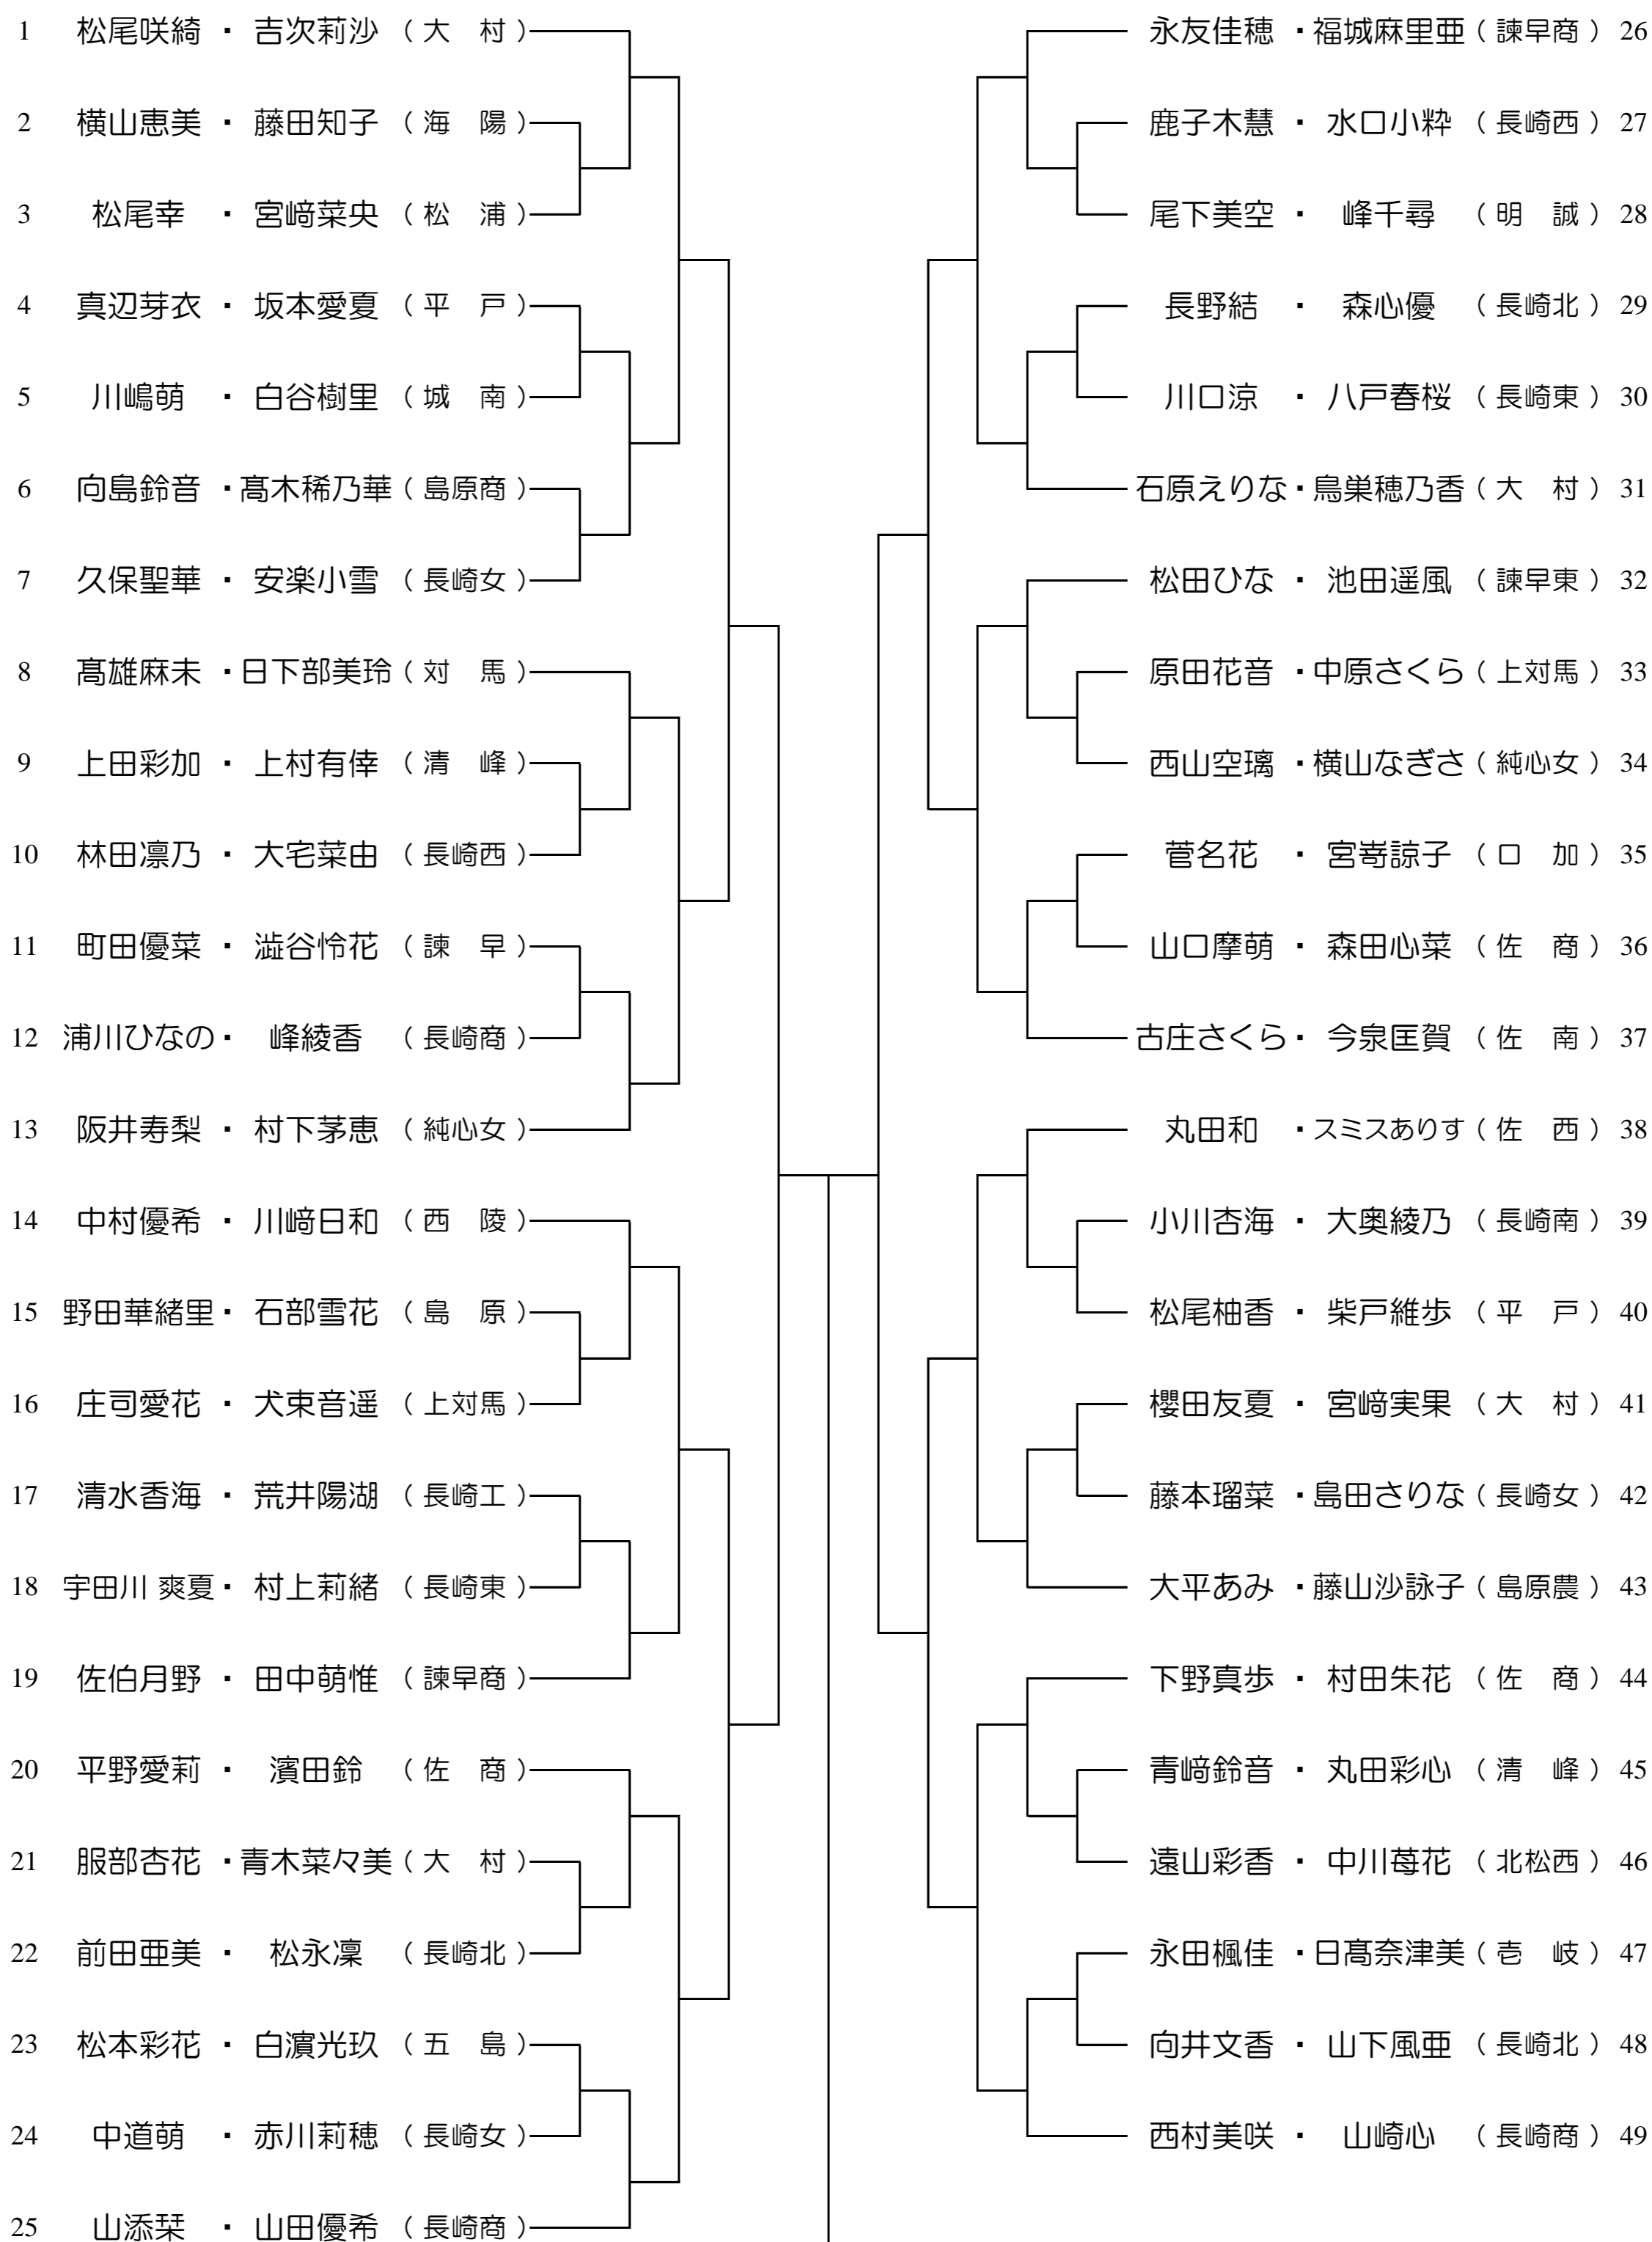 1 松尾咲綺 ・ 吉次莉沙 （ 大　村 ）
2 横山恵美 ・ 藤田知子 （ 海　陽 ）
3 松尾幸 ・ 宮﨑菜央 （ 松　浦 ）
4 真辺芽衣 ・ 坂本愛夏 （ 平　戸 ）
5 川嶋萌 ・ 白谷樹里 （ 城　南 ）
6 向島鈴音 ・ 髙木稀乃華 （ 島原商 ）
7 久保聖華 ・ 安楽小雪 （ 長崎女 ）
8 髙雄麻未 ・ 日下部美玲 （ 対　馬 ）
9 上田彩加 ・ 上村有倖 （ 清　峰 ）
10 林田凛乃 ・ 大宅菜由 （ 長崎西 ）
11 町田優菜 ・ 澁谷怜花 （ 諫　早 ）
12 浦川ひなの ・ 峰綾香 （ 長崎商 ）
13 阪井寿梨 ・ 村下茅恵 （ 純心女 ）
14 中村優希 ・ 川﨑日和 （ 西　陵 ）
15 野田華緒里 ・ 石部雪花 （ 島　原 ）
16 庄司愛花 ・ 犬束音遥 （ 上対馬 ）
17 清水香海 ・ 荒井陽湖 （ 長崎工 ）
18 宇田川 爽夏 ・ 村上莉緒 （ 長崎東 ）
19 佐伯月野 ・ 田中萌惟 （ 諫早商 ）
20 平野愛莉 ・ 濱田鈴 （ 佐　商 ）
21 服部杏花 ・ 青木菜々美 （ 大　村 ）
22 前田亜美 ・ 松永凜 （ 長崎北 ）
23 松本彩花 ・ 白濵光玖 （ 五　島 ）
24 中道萌 ・ 赤川莉穂 （ 長崎女 ）
25 山添栞 ・ 山田優希 （ 長崎商 ）
永友佳穂 ・ 福城麻里亜 （ 諫早商 ） 26
鹿子木慧 ・ 水口小粋 （ 長崎西 ） 27
尾下美空 ・ 峰千尋 （ 明　誠 ） 28
長野結 ・ 森心優 （ 長崎北 ） 29
川口涼 ・ 八戸春桜 （ 長崎東 ） 30
石原えりな ・ 鳥巣穂乃香 （ 大　村 ） 31
松田ひな ・ 池田遥風 （ 諫早東 ） 32
原田花音 ・ 中原さくら （ 上対馬 ） 33
西山空璃 ・ 横山なぎさ （ 純心女 ） 34
菅名花 ・ 宮嵜諒子 （ 口　加 ） 35
山口摩萌 ・ 森田心菜 （ 佐　商 ） 36
古庄さくら ・ 今泉匡賀 （ 佐　南 ） 37
丸田和 ・ スミスありす （ 佐　西 ） 38
小川杏海 ・ 大奥綾乃 （ 長崎南 ） 39
松尾柚香 ・ 柴戸維歩 （ 平　戸 ） 40
櫻田友夏 ・ 宮﨑実果 （ 大　村 ） 41
藤本瑠菜 ・ 島田さりな （ 長崎女 ） 42
大平あみ ・ 藤山沙詠子 （ 島原農 ） 43
下野真歩 ・ 村田朱花 （ 佐　商 ） 44
青﨑鈴音 ・ 丸田彩心 （ 清　峰 ） 45
遠山彩香 ・ 中川苺花 （ 北松西 ） 46
永田楓佳 ・ 日髙奈津美 （ 壱　岐 ） 47
向井文香 ・ 山下風亜 （ 長崎北 ） 48
西村美咲 ・ 山崎心 （ 長崎商 ） 49